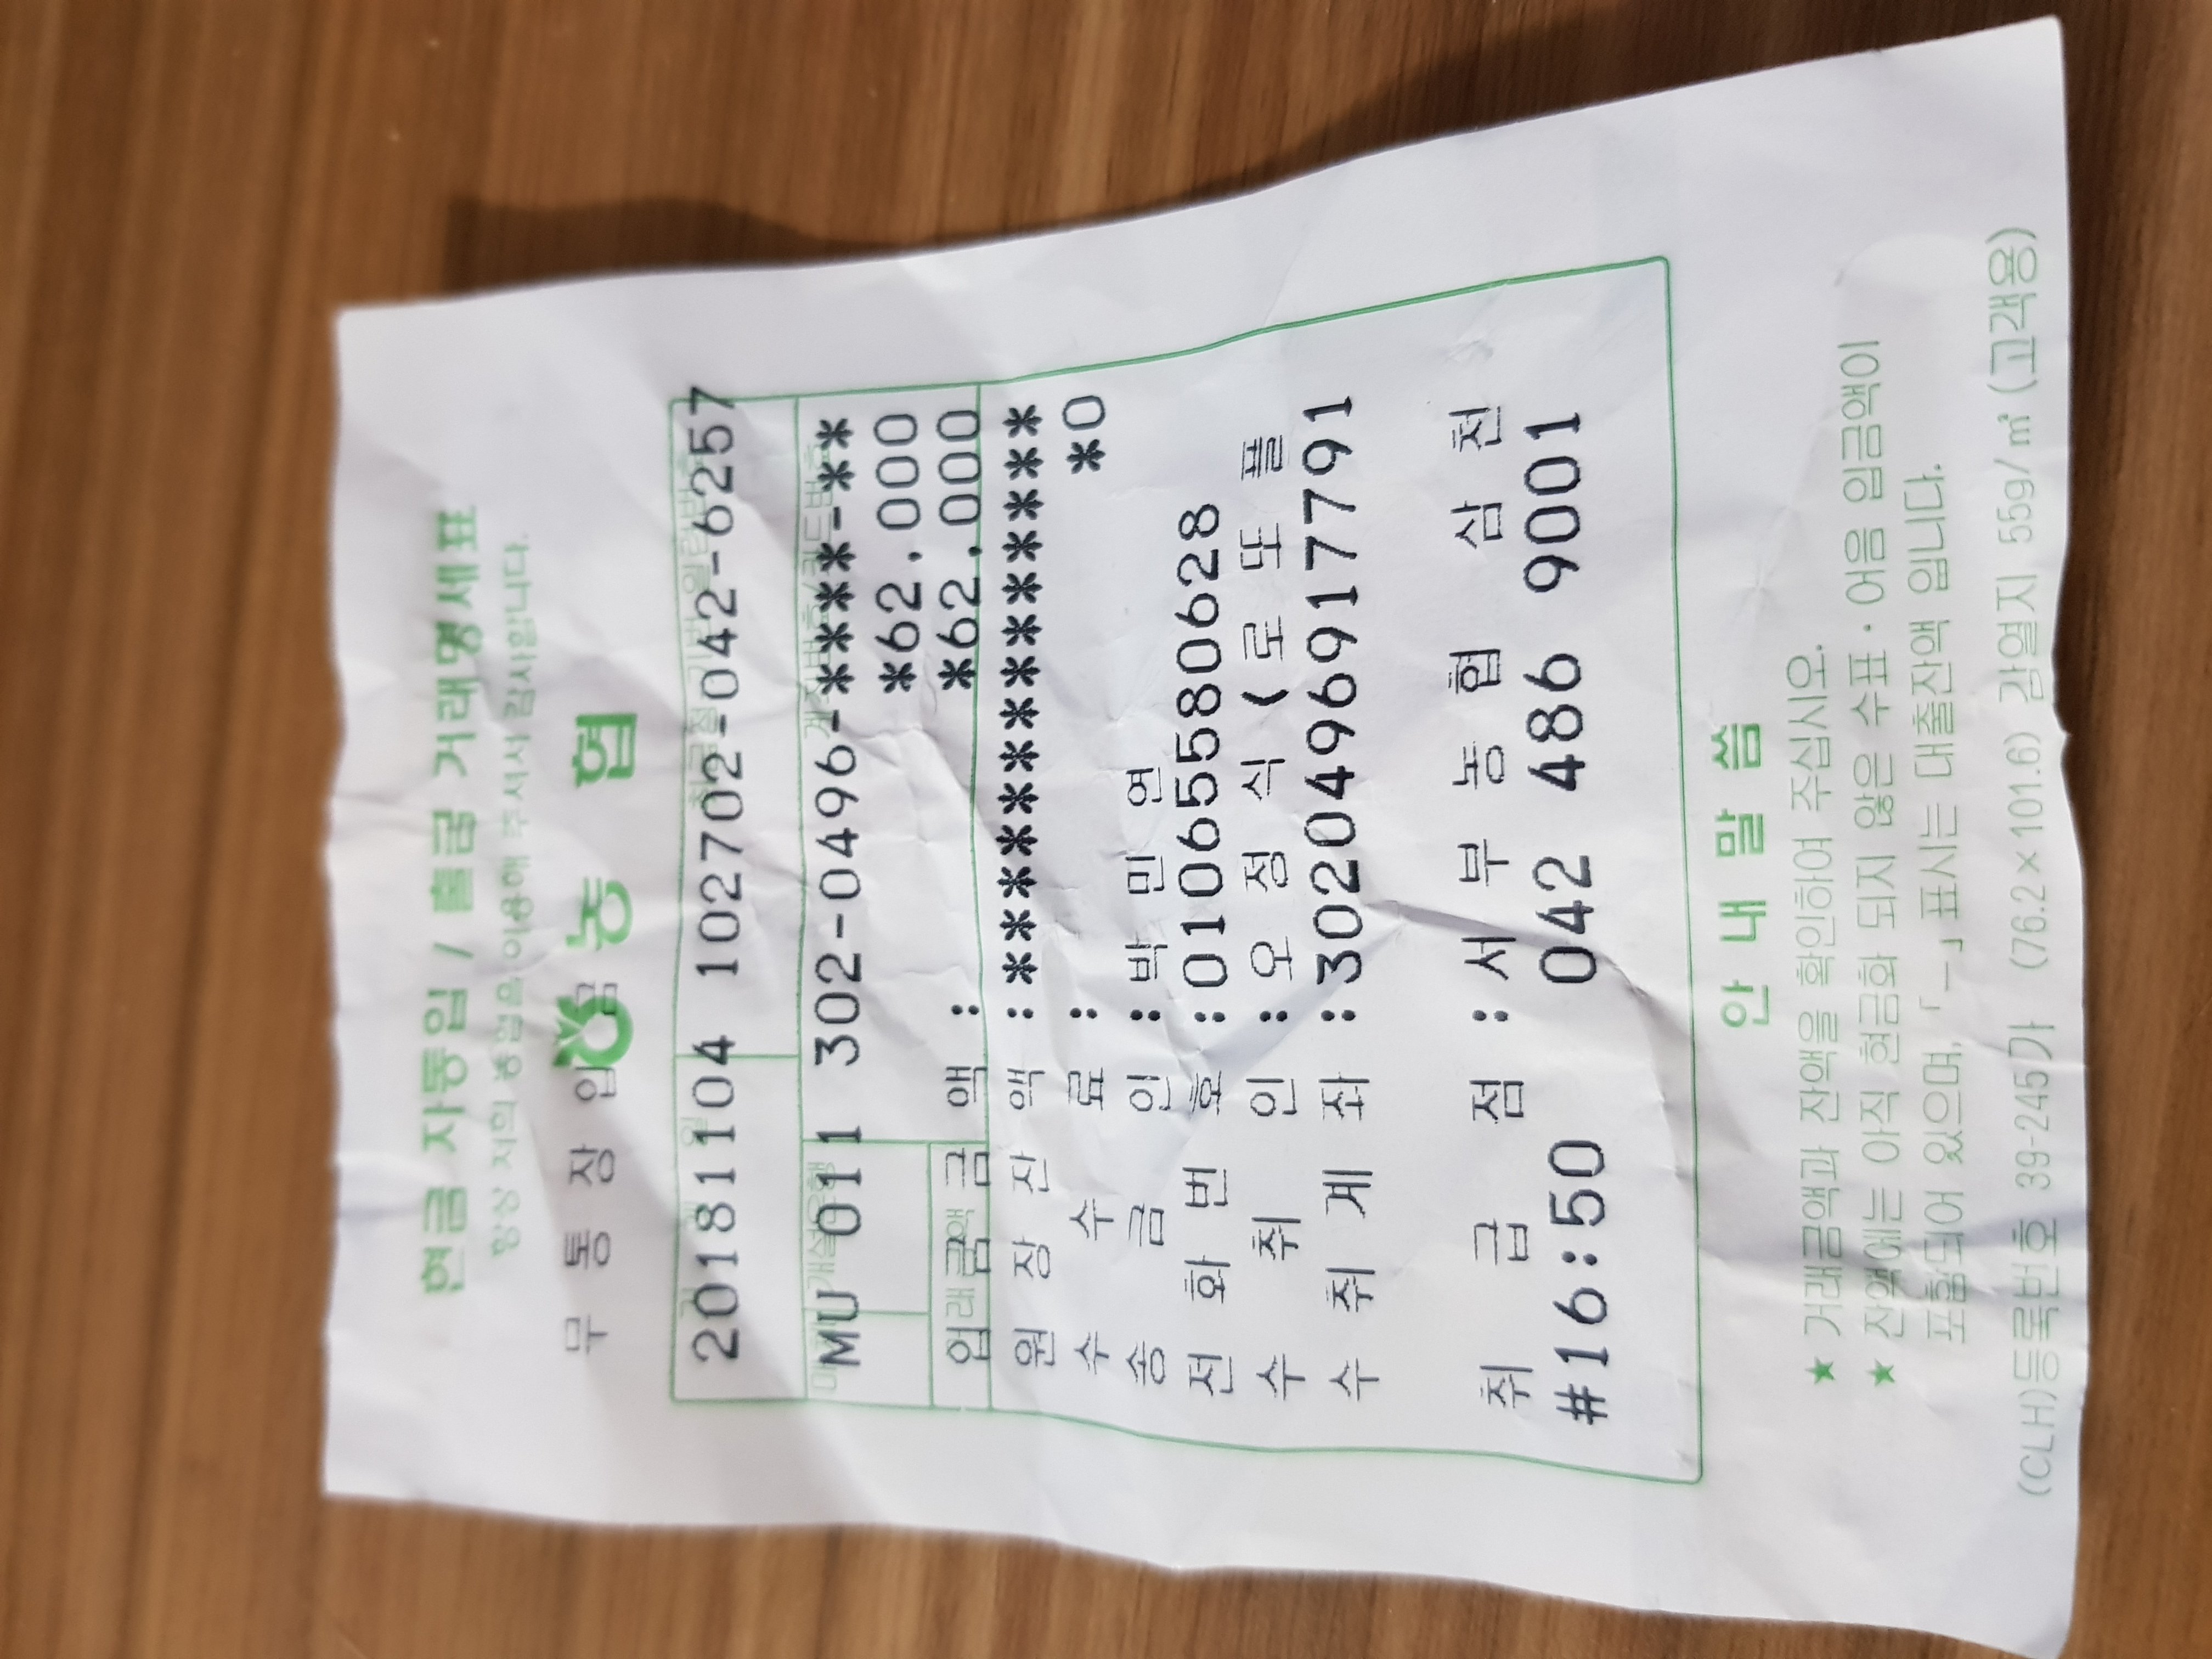 현금 자동입 / 출금 거래명세표
항상 저희 농협을 이용해 주셔서 감사합니다.
무 통 장 입 금
농 협
20181104 102702-042-6257
MU 011 302-0496-****-**
*62.000
입 금 금 액 : *62.000
원 장 잔 액 : ***************
수 수 료 : *0
송 금 인 : 박 민 연
전 화 번 호 : 01065580628
수 취 인 : 오 정 식 ( 로 또 플
수 취 계 좌 : 3020496917791
취 급 점 : 서 부 농 협 삼 천
#16:50 042 486 9001
안 내 말 씀
★ 거래금액과 잔액을 확인하여 주십시오.
★ 잔액에는 아직 현금화 되지 않은 수표·어음 입금액이
포함되어 있으며, 「-」표시는 대출잔액 입니다.
(CLH)등록번호 39-245가 (76.2×101.6) 감열지 55g/㎡ (고객용)